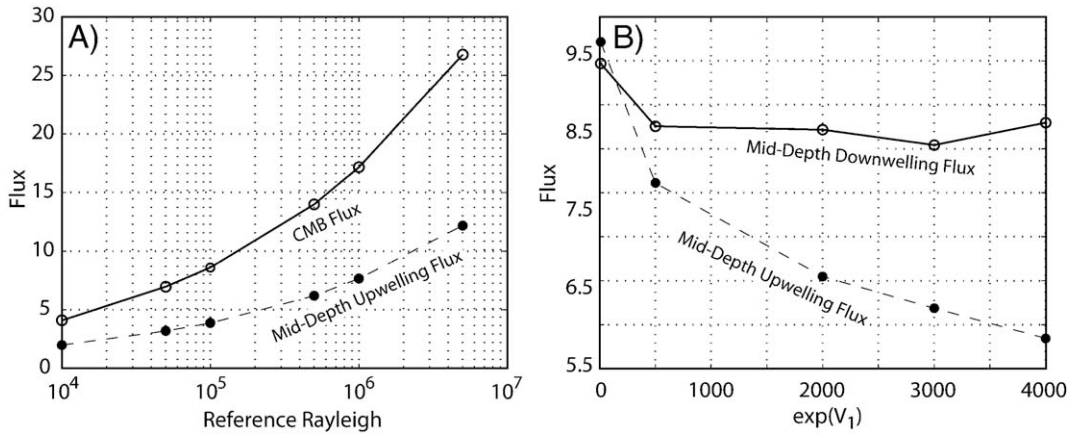 A)
30
25
20
15
10
5
0
Flux
CMB Flux
Mid-Depth Upwelling Flux
10^4
10^5
10^6
10^7
Reference Rayleigh
B)
9.5
8.5
7.5
6.5
5.5
Flux
Mid-Depth Downwelling Flux
Mid-Depth Upwelling Flux
0
1000
2000
3000
4000
exp(V₁)